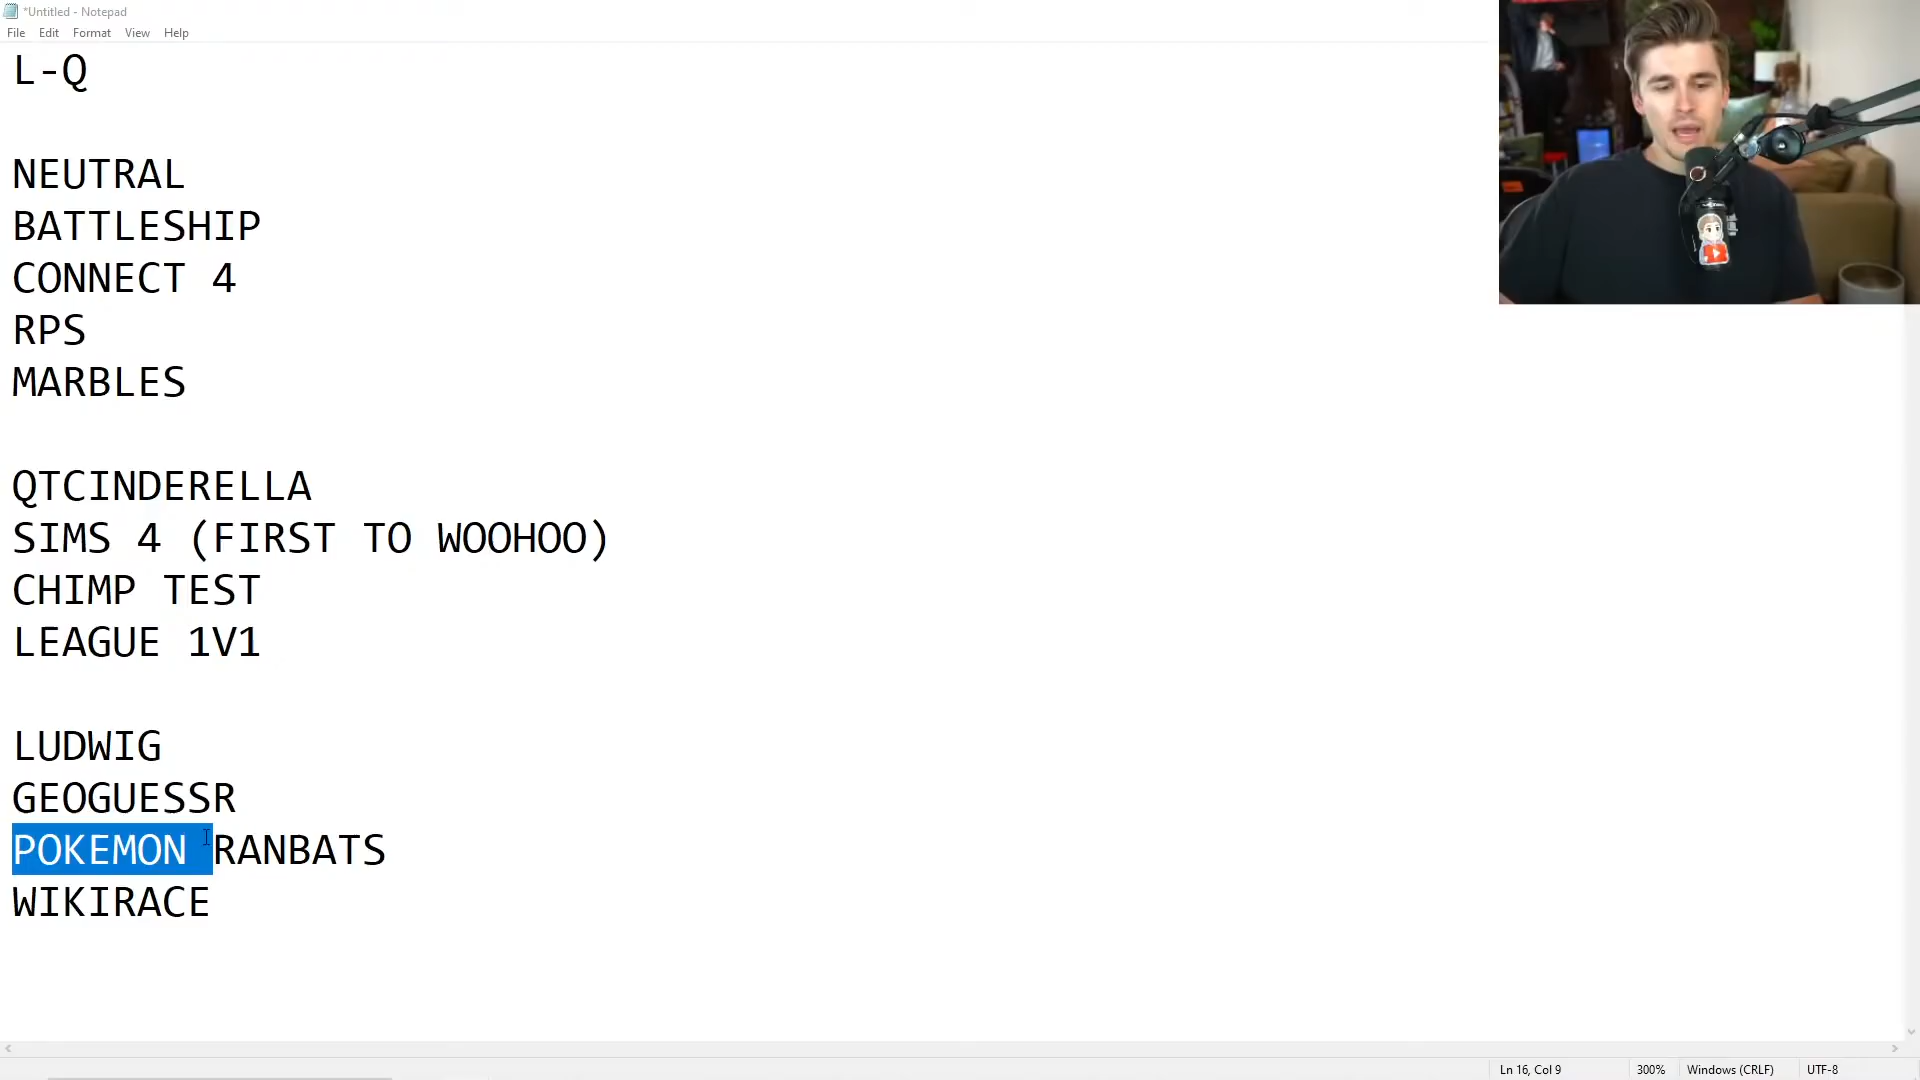 *Untitled - Notepad
File Edit Format View Help
L-Q
NEUTRAL
BATTLESHIP
CONNECT 4
RPS
MARBLES
QTCINDERELLA
SIMS 4 (FIRST TO WOOHOO)
CHIMP TEST
LEAGUE 1V1
LUDWIG
GEOGUESSR
POKEMON RANBATS
WIKIRACE
Ln 16, Col 9 300% Windows (CRLF) UTF-8